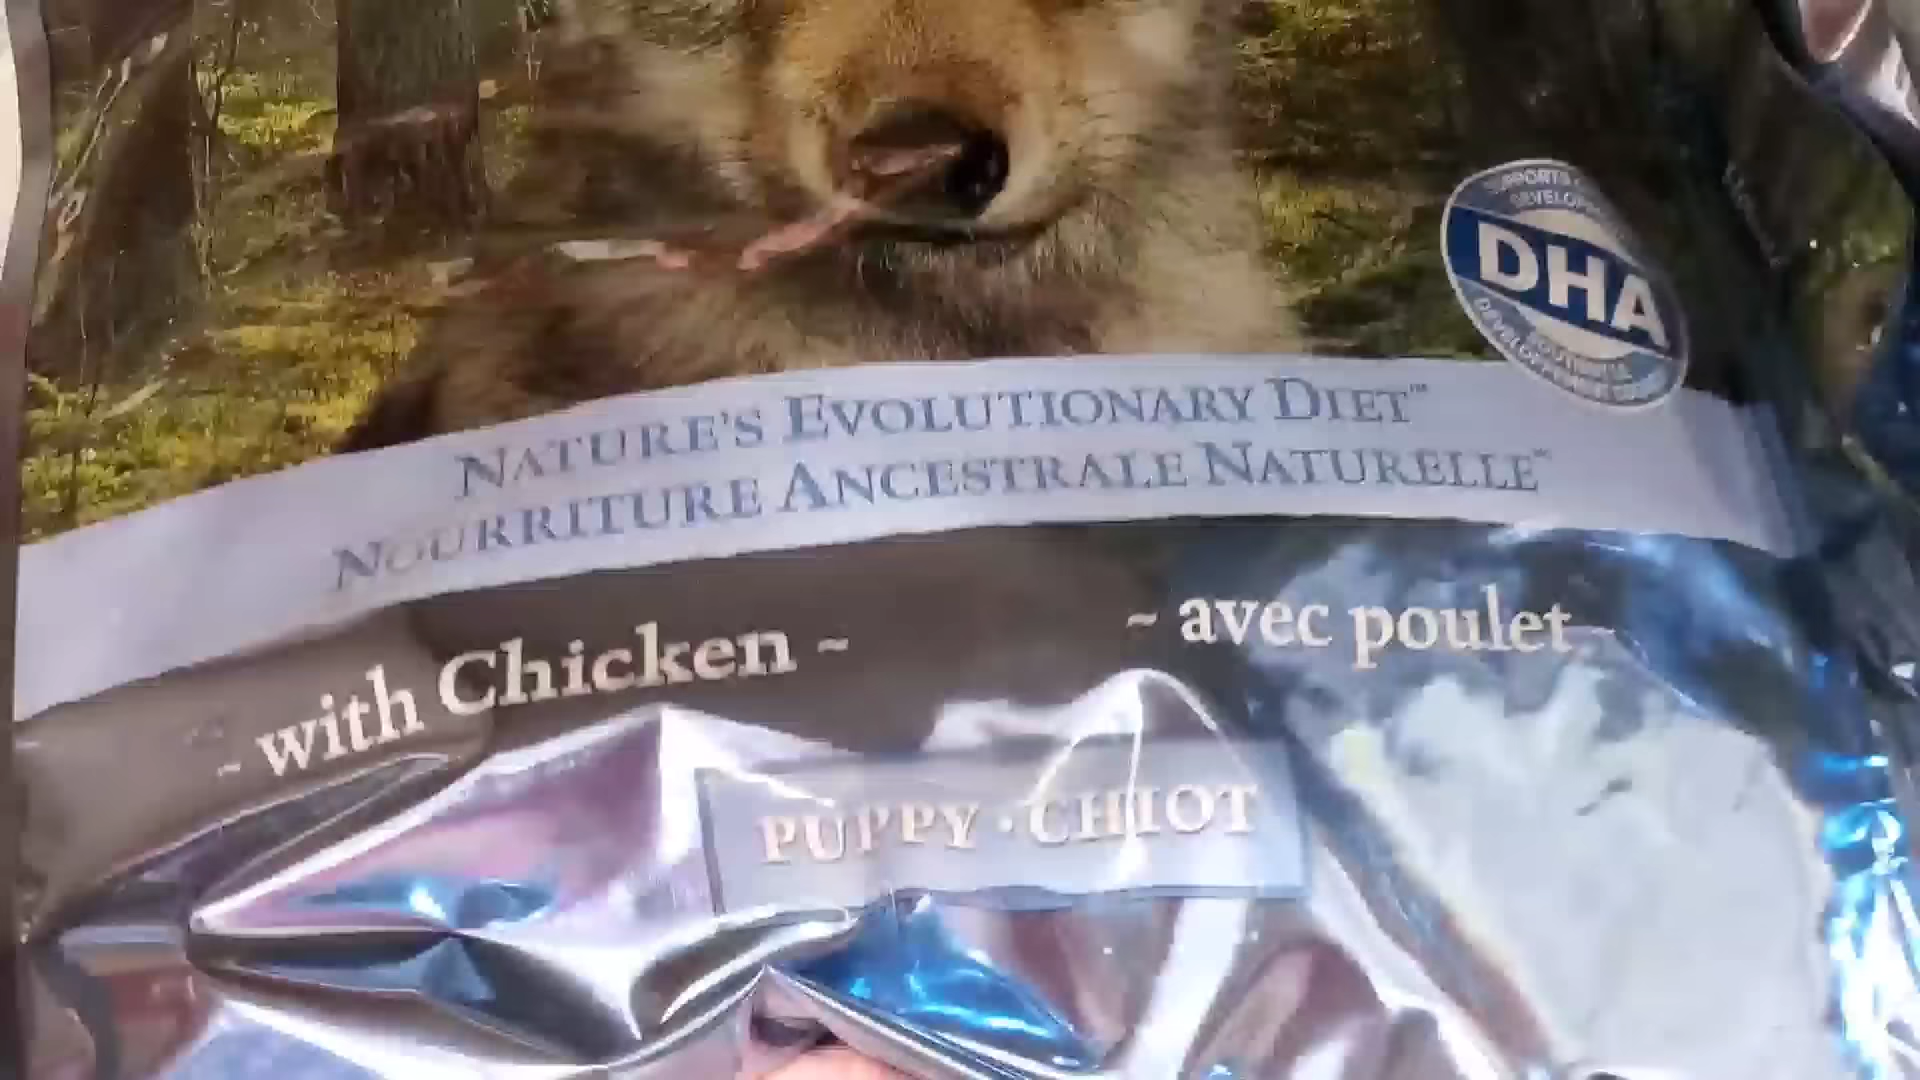 DHA
NATURE'S EVOLUTIONARY DIET™
NOURRITURE ANCESTRALE NATURELLE™
~ with Chicken ~
~ avec poulet ~
PUPPY · CHIOT